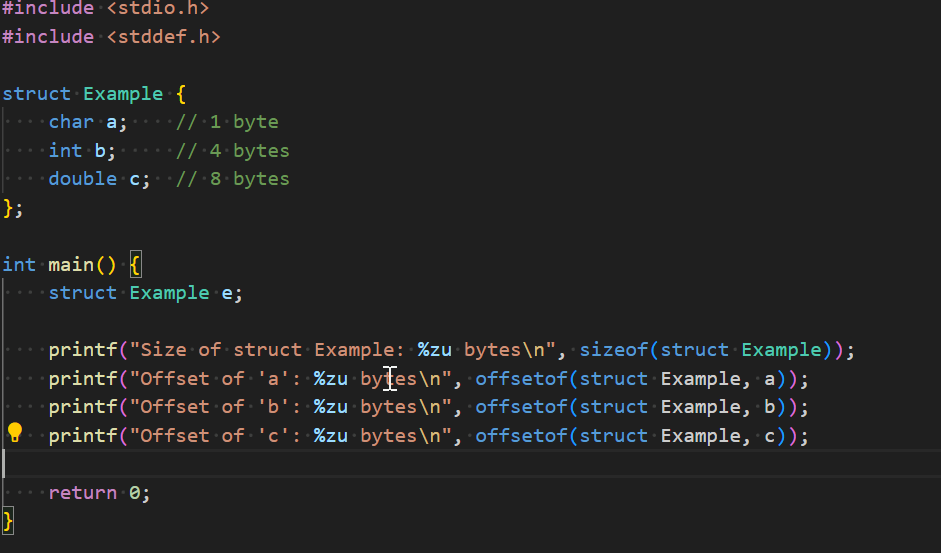 #include <stdio.h>
#include <stddef.h>
struct Example {
    char a;    // 1 byte
    int b;     // 4 bytes
    double c;  // 8 bytes
};
int main() {
    struct Example e;
    printf("Size of struct Example: %zu bytes\n", sizeof(struct Example));
    printf("Offset of 'a': %zu bytes\n", offsetof(struct Example, a));
    printf("Offset of 'b': %zu bytes\n", offsetof(struct Example, b));
    printf("Offset of 'c': %zu bytes\n", offsetof(struct Example, c));
    return 0;
}